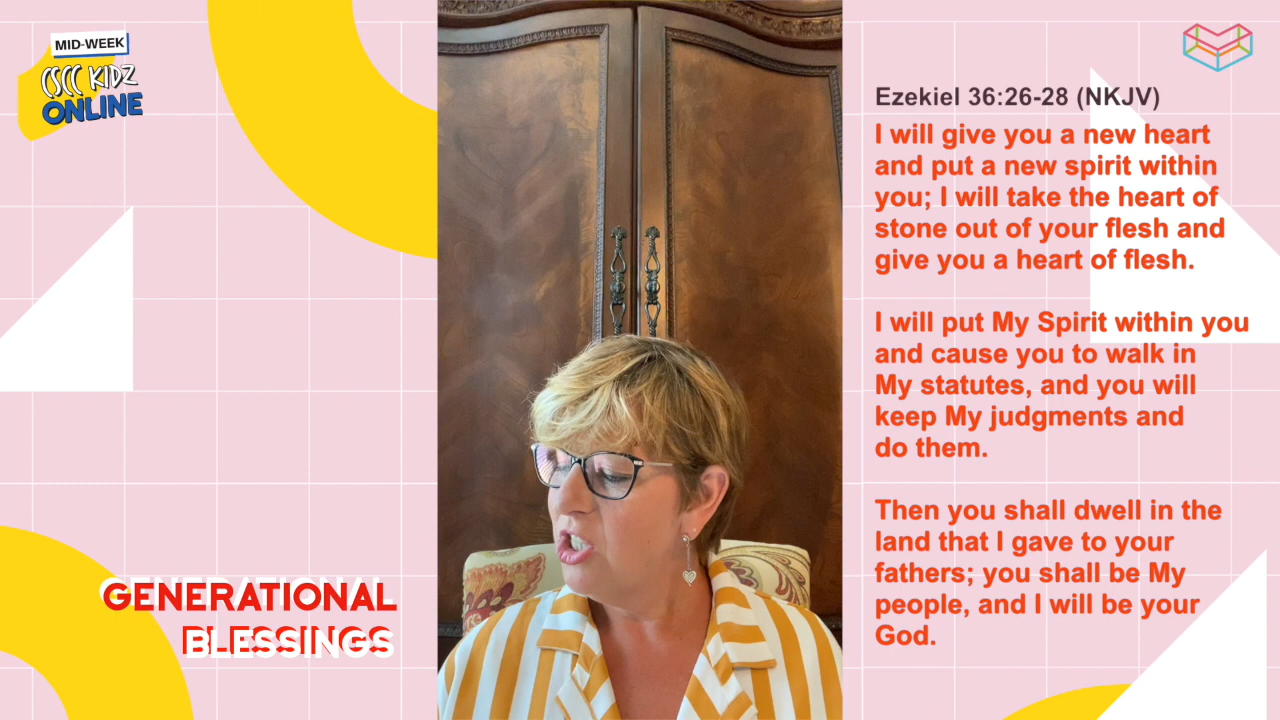 MID-WEEK
CSCC KIDZ
ONLINE
GENERATIONAL
BLESSINGS
Ezekiel 36:26-28 (NKJV)
I will give you a new heart
and put a new spirit within
you; I will take the heart of
stone out of your flesh and
give you a heart of flesh.
I will put My Spirit within you
and cause you to walk in
My statutes, and you will
keep My judgments and
do them.
Then you shall dwell in the
land that I gave to your
fathers; you shall be My
people, and I will be your
God.